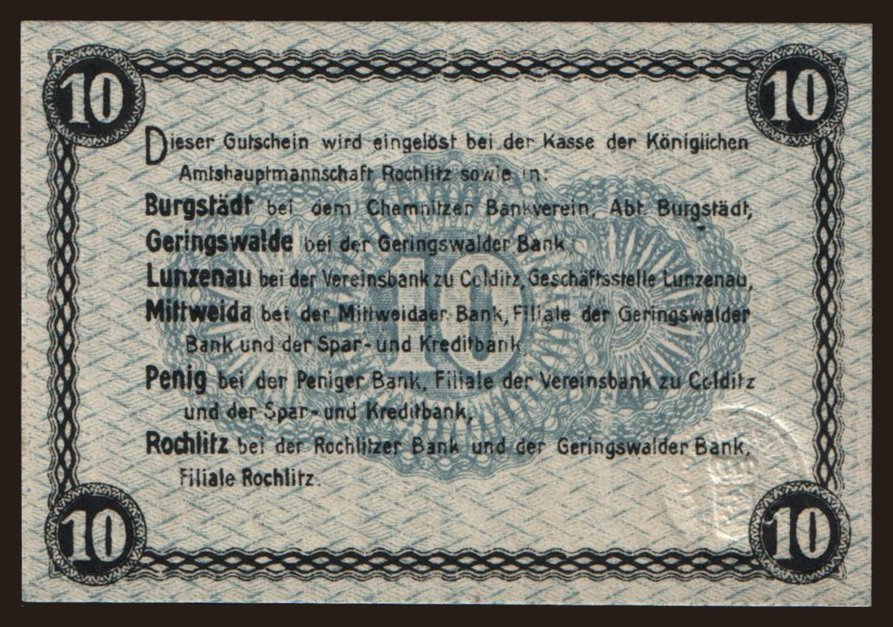 10 10
Dieser Gutschein wird eingelöst bei der Kasse der Königlichen
Amtshauptmannschaft Rochlitz sowie in:
Burgstädt bei dem Chemnitzer Bankverein, Abt. Burgstädt,
Geringswalde bei der Geringswalder Bank,
Lunzenau bei der Vereinsbank zu Colditz, Geschäftsstelle Lunzenau,
Mittweida bei der Mittweidaer Bank, Filiale der Geringswalder
Bank und der Spar- und Kreditbank
10
Penig bei der Peniger Bank, Filiale der Vereinsbank zu Colditz
und der Spar- und Kreditbank,
Rochlitz bei der Rochlitzer Bank und der Geringswalder Bank,
Filiale Rochlitz.
10 10